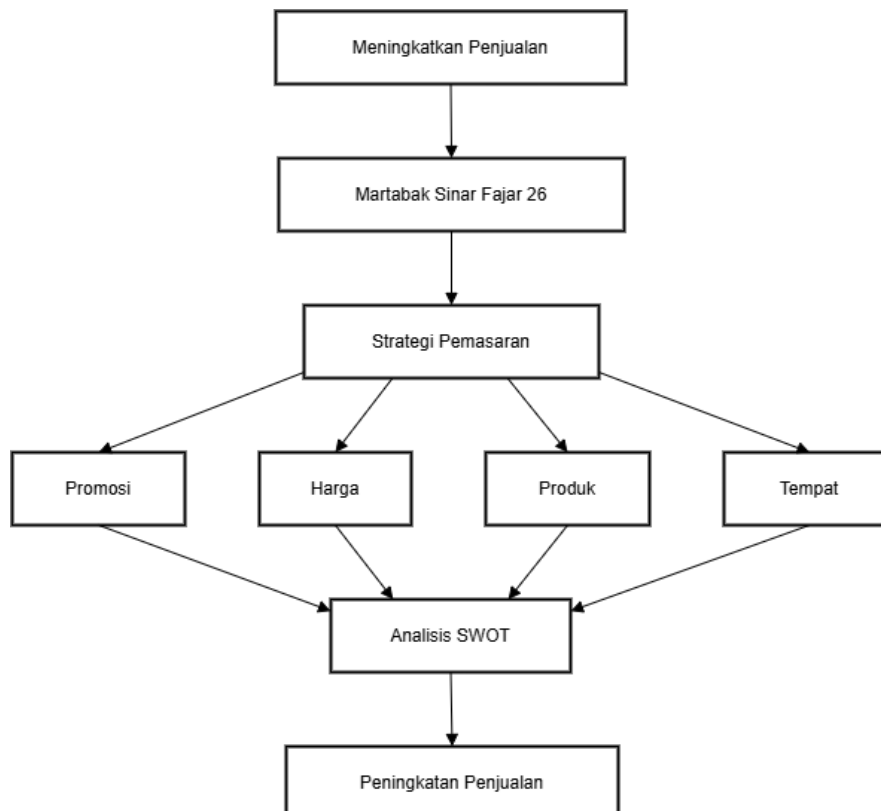 Meningkatkan Penjualan
Martabak Sinar Fajar 26
Strategi Pemasaran
Promosi
Harga
Produk
Tempat
Analisis SWOT
Peningkatan Penjualan